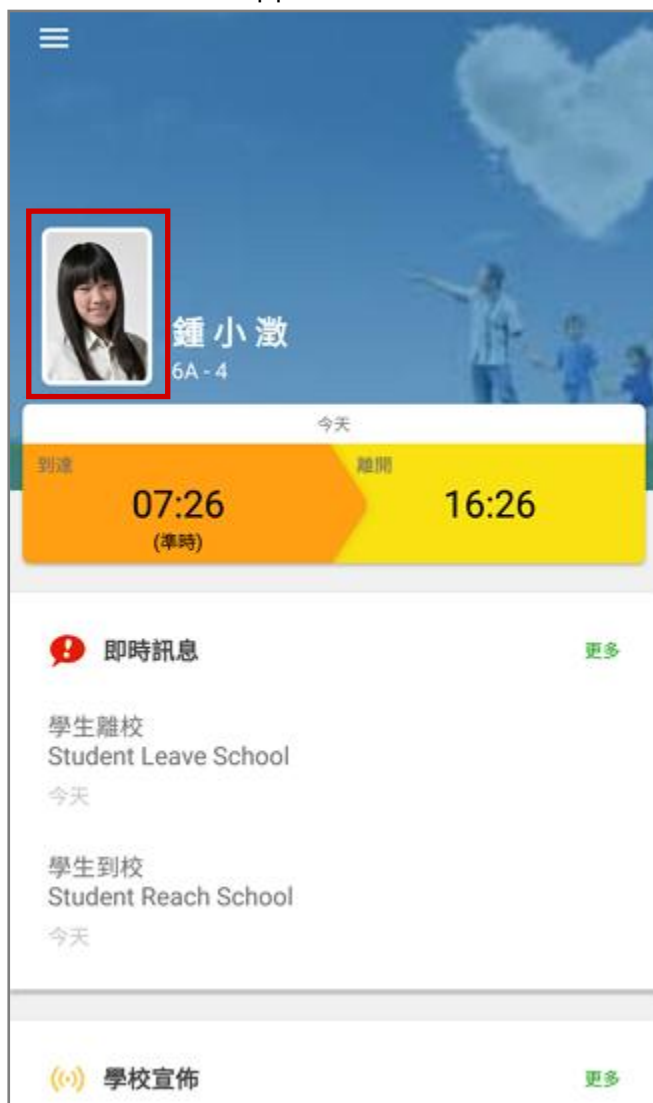 鍾小澂
6A - 4
今天
到達
離開
07:26
16:26
(準時)
即時訊息
更多
學生離校
Student Leave School
今天
學生到校
Student Reach School
今天
學校宣佈
更多